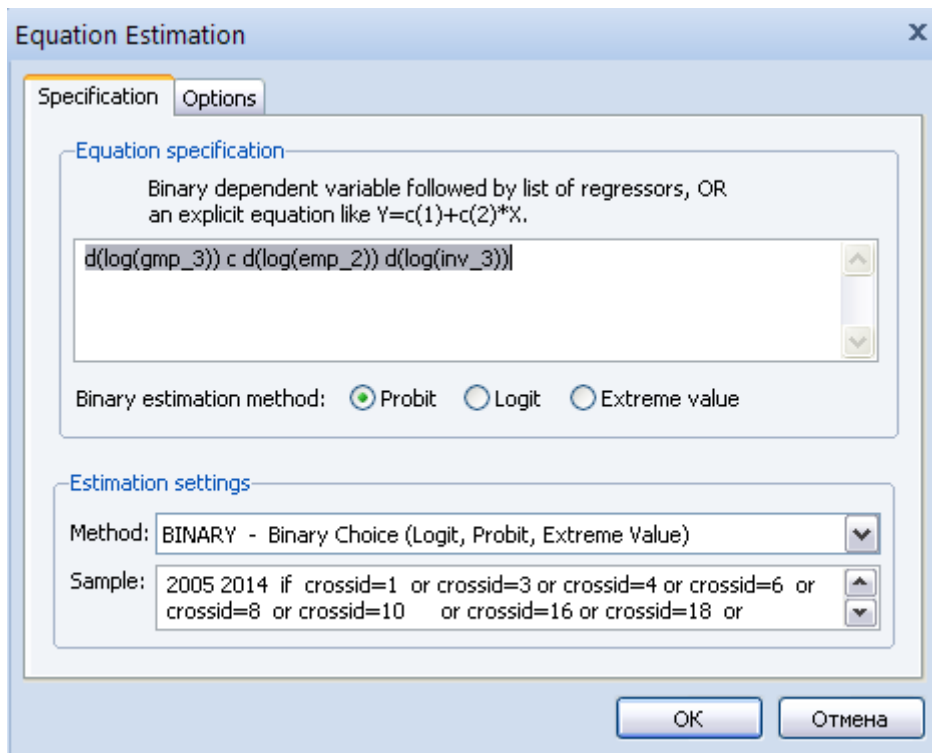 Equation Estimation
Specification
Options
Equation specification
Binary dependent variable followed by list of regressors, OR
an explicit equation like Y=c(1)+c(2)*X.
d(log(gmp_3)) c d(log(emp_2)) d(log(inv_3))
Binary estimation method: Probit Logit Extreme value
Estimation settings
Method: BINARY - Binary Choice (Logit, Probit, Extreme Value)
Sample: 2005 2014 if crossid=1 or crossid=3 or crossid=4 or crossid=6 or
crossid=8 or crossid=10 or crossid=16 or crossid=18 or
OK
Отмена